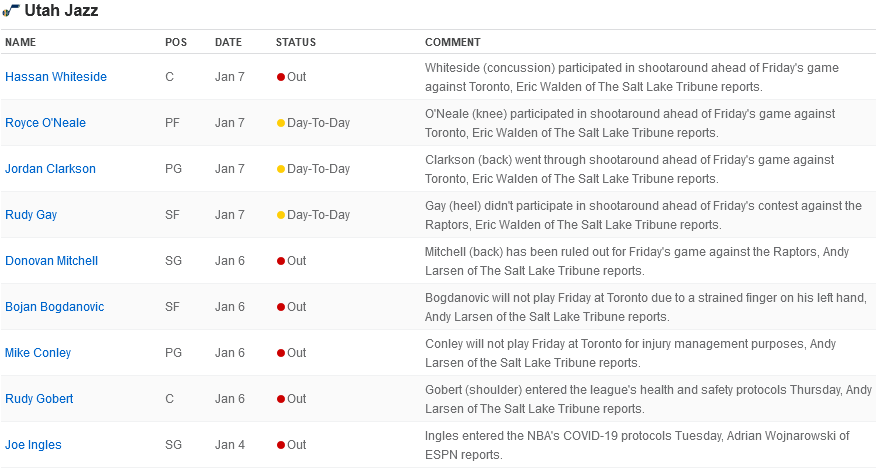 Utah Jazz
NAME POS DATE STATUS COMMENT
Hassan Whiteside C Jan 7 Out Whiteside (concussion) participated in shootaround ahead of Friday's game
against Toronto, Eric Walden of The Salt Lake Tribune reports.
Royce O'Neale PF Jan 7 Day-To-Day O'Neale (knee) participated in shootaround ahead of Friday's game against
Toronto, Eric Walden of The Salt Lake Tribune reports.
Jordan Clarkson PG Jan 7 Day-To-Day Clarkson (back) went through shootaround ahead of Friday's game against
Toronto, Eric Walden of The Salt Lake Tribune reports.
Rudy Gay SF Jan 7 Day-To-Day Gay (heel) didn't participate in shootaround ahead of Friday's contest against the
Raptors, Eric Walden of The Salt Lake Tribune reports.
Donovan Mitchell SG Jan 6 Out Mitchell (back) has been ruled out for Friday's game against the Raptors, Andy
Larsen of The Salt Lake Tribune reports.
Bojan Bogdanovic SF Jan 6 Out Bogdanovic will not play Friday at Toronto due to a strained finger on his left hand,
Andy Larsen of the Salt Lake Tribune reports.
Mike Conley PG Jan 6 Out Conley will not play Friday at Toronto for injury management purposes, Andy
Larsen of the Salt Lake Tribune reports.
Rudy Gobert C Jan 6 Out Gobert (shoulder) entered the league's health and safety protocols Thursday, Andy
Larsen of The Salt Lake Tribune reports.
Joe Ingles SG Jan 4 Out Ingles entered the NBA's COVID-19 protocols Tuesday, Adrian Wojnarowski of
ESPN reports.